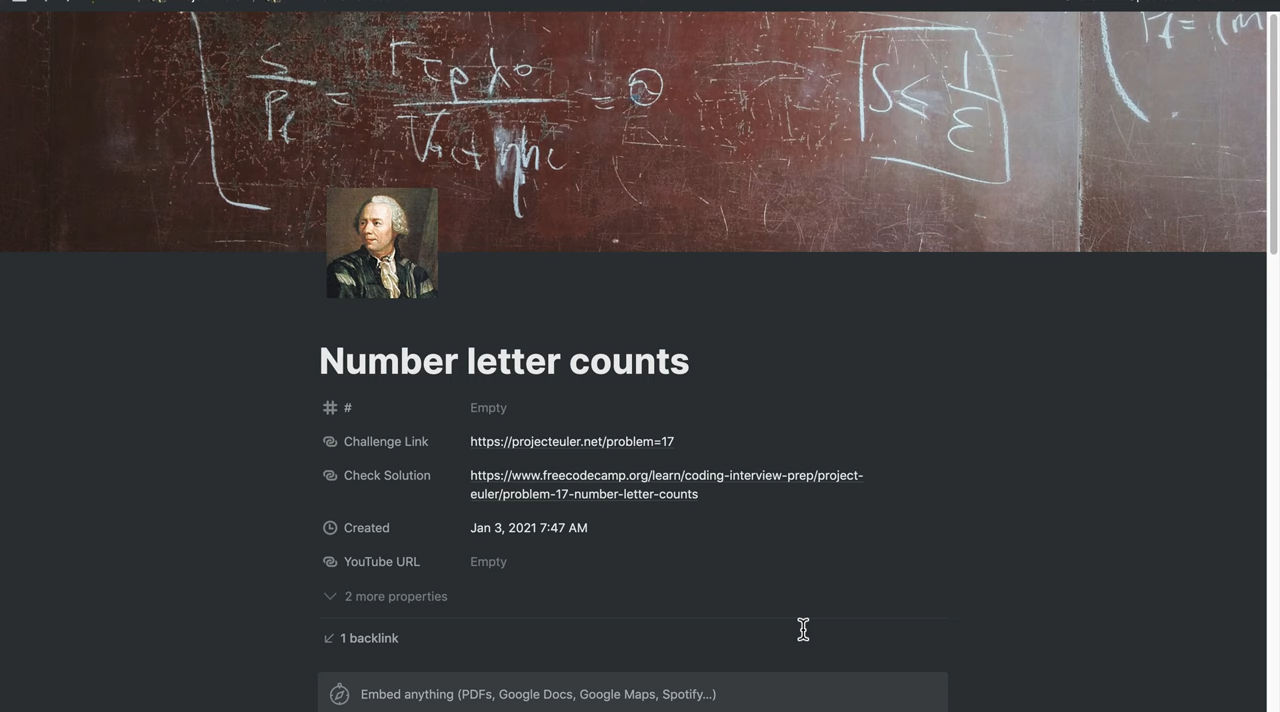 Number letter counts
# Empty
Challenge Link https://projecteuler.net/problem=17
Check Solution https://www.freecodecamp.org/learn/coding-interview-prep/project-
euler/problem-17-number-letter-counts
Created Jan 3, 2021 7:47 AM
YouTube URL Empty
2 more properties
1 backlink
Embed anything (PDFs, Google Docs, Google Maps, Spotify...)